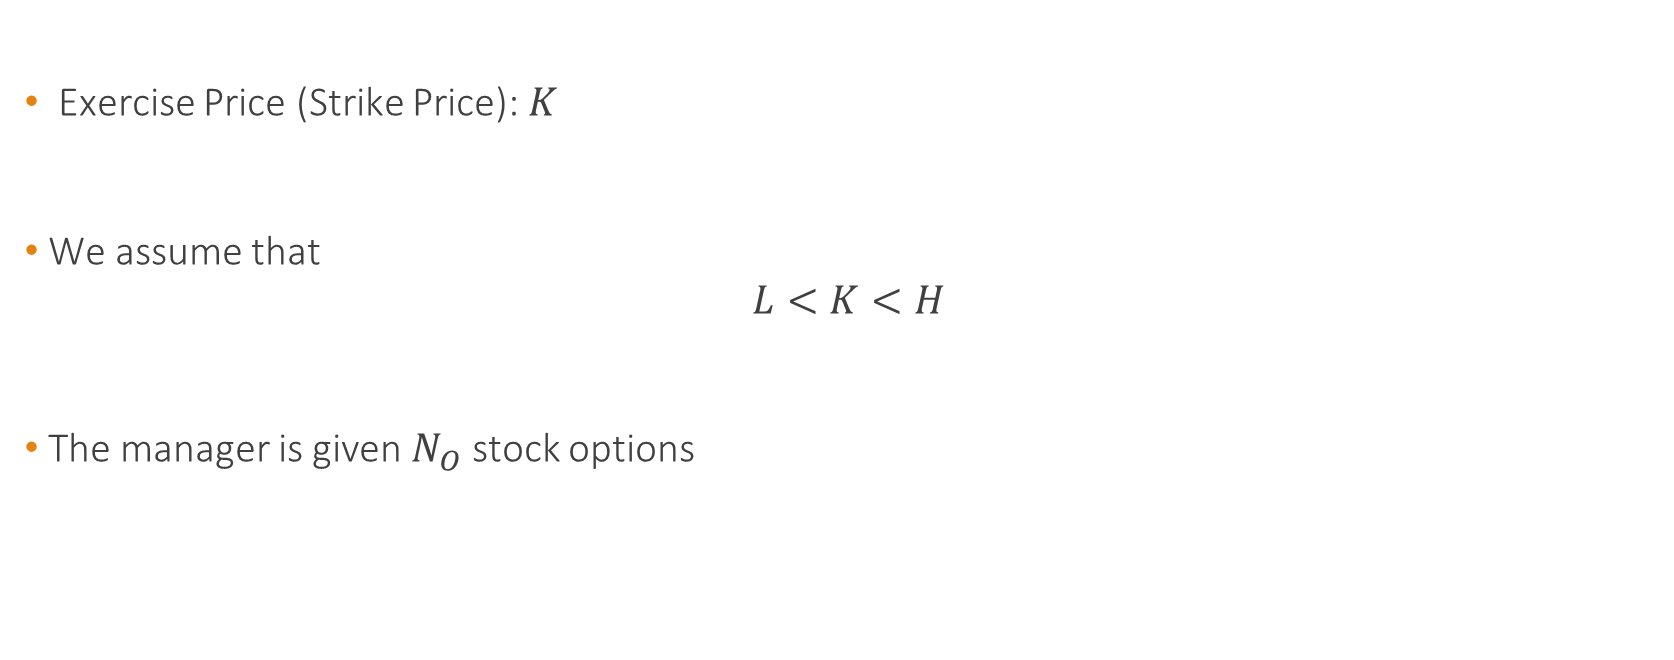 • Exercise Price (Strike Price): K
• We assume that
L < K < H
• The manager is given N_O stock options